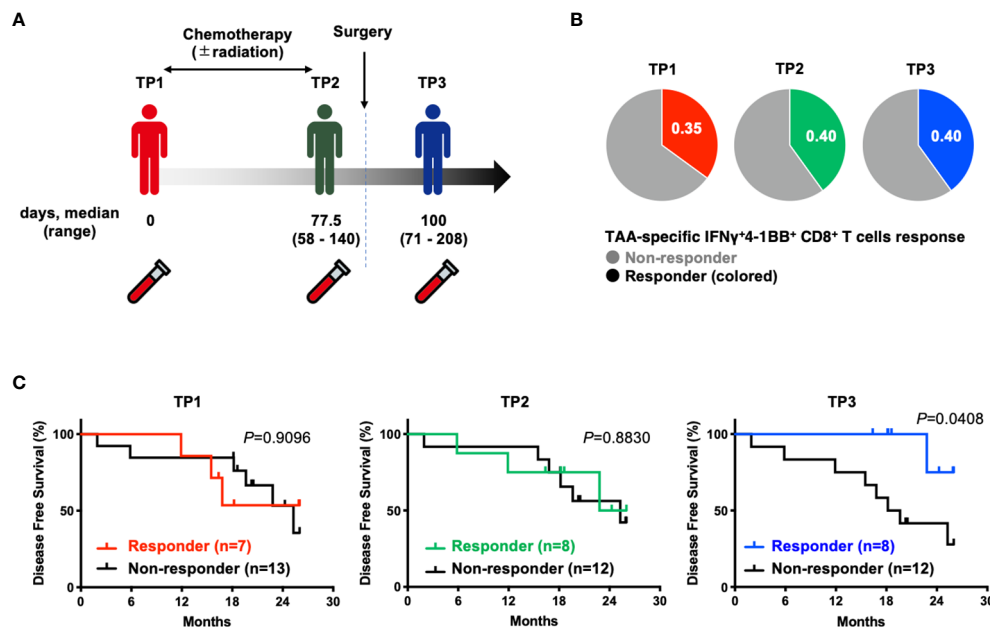 A
Chemotherapy
(±radiation)
Surgery
TP1
TP2
TP3
days, median
(range)
0
77.5
(58 - 140)
100
(71 - 208)
B
TP1
TP2
TP3
0.35
0.40
0.40
TAA-specific IFNγ⁺4-1BB⁺ CD8⁺ T cells response
Non-responder
Responder (colored)
C
TP1
Disease Free Survival (%)
100
50
0
P=0.9096
Responder (n=7)
Non-responder (n=13)
0 6 12 18 24 30
Months
TP2
Disease Free Survival (%)
100
50
0
P=0.8830
Responder (n=8)
Non-responder (n=12)
0 6 12 18 24 30
Months
TP3
Disease Free Survival (%)
100
50
0
P=0.0408
Responder (n=8)
Non-responder (n=12)
0 6 12 18 24 30
Months